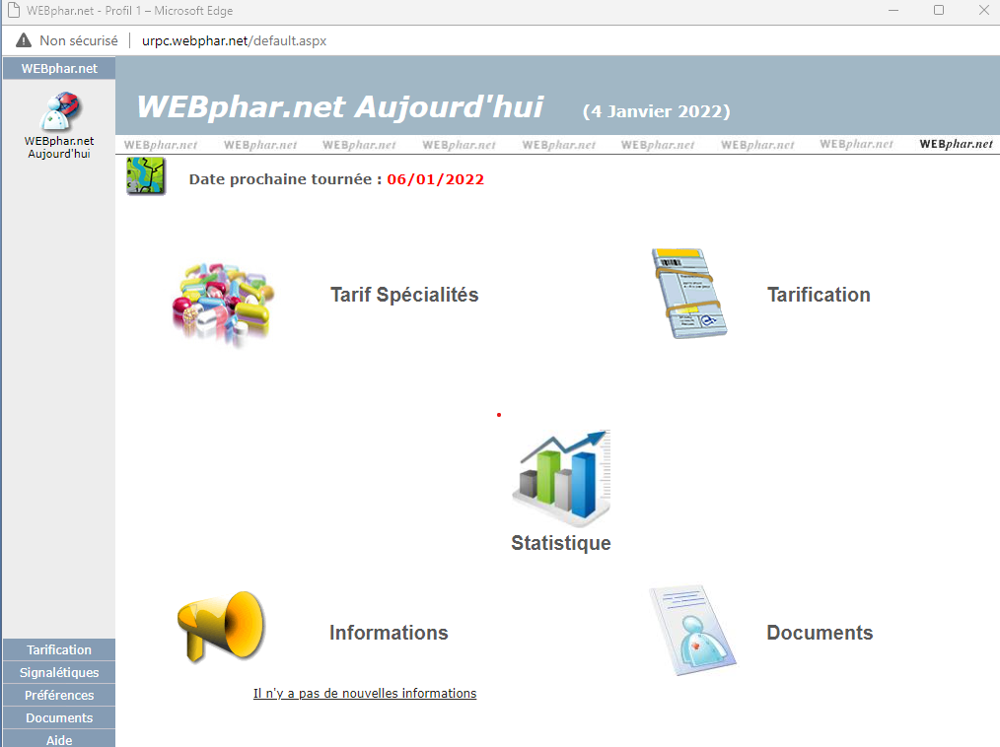 WEBphar.net - Profil 1 – Microsoft Edge
Non sécurisé | urpc.webphar.net/default.aspx
WEBphar.net
WEBphar.net
Aujourd'hui
WEBphar.net Aujourd'hui (4 Janvier 2022)
WEBphar.net WEBphar.net WEBphar.net WEBphar.net WEBphar.net WEBphar.net WEBphar.net WEBphar.net WEBphar.net
A
B
C
Date prochaine tournée : 06/01/2022
Tarif Spécialités
Tarification
Statistique
Informations
Documents
Il n'y a pas de nouvelles informations
Tarification
Signalétiques
Préférences
Documents
Aide